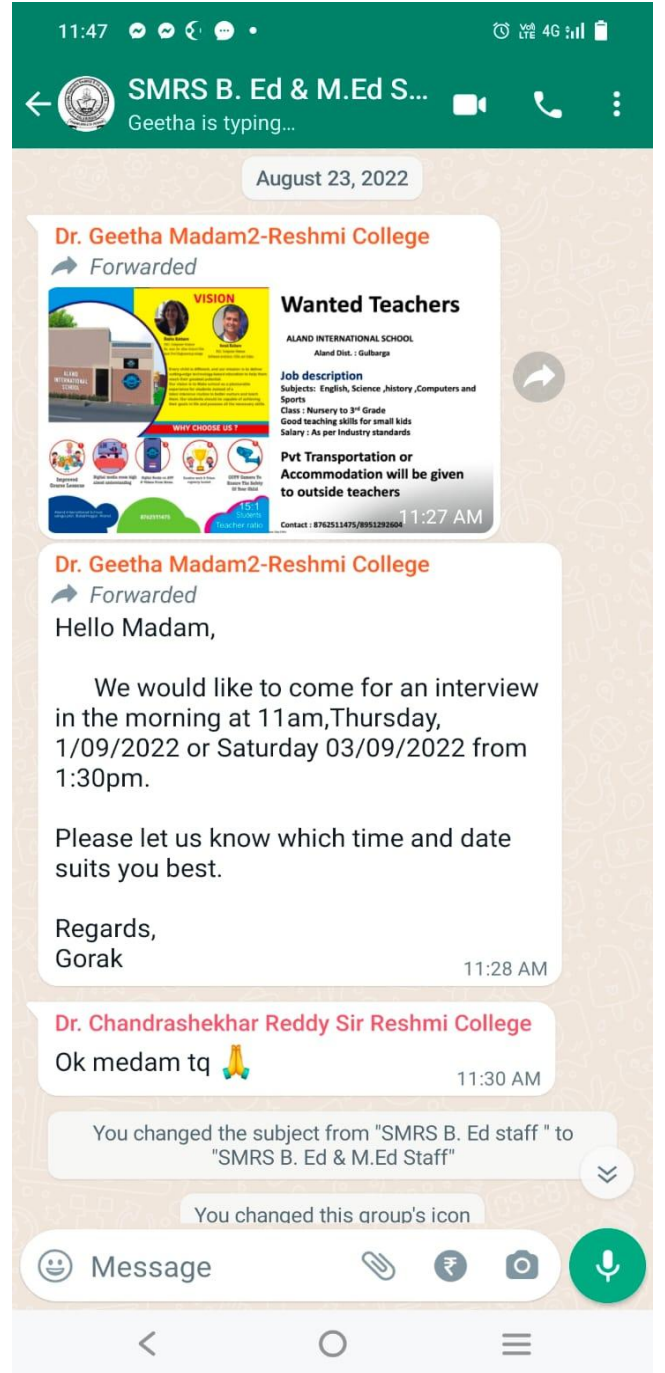 11:47
Vo))
LTE 4G
SMRS B. Ed & M.Ed S...
Geetha is typing...
August 23, 2022
Dr. Geetha Madam2-Reshmi College
Forwarded
VISION
WHY CHOOSE US ?
ALAND
INTERNATIONAL
SCHOOL
Improved
8762511475
15:1
Students
Teacher ratio
Wanted Teachers
ALAND INTERNATIONAL SCHOOL
Aland Dist. : Gulbarga
Job description
Subjects: English, Science ,history ,Computers and
Sports
Class : Nursery to 3rd Grade
Good teaching skills for small kids
Salary : As per Industry standards
Pvt Transportation or
Accommodation will be given
to outside teachers
Contact : 8762511475/8951292604
11:27 AM
Dr. Geetha Madam2-Reshmi College
Forwarded
Hello Madam,
We would like to come for an interview
in the morning at 11am,Thursday,
1/09/2022 or Saturday 03/09/2022 from
1:30pm.
Please let us know which time and date
suits you best.
Regards,
Gorak
11:28 AM
Dr. Chandrashekhar Reddy Sir Reshmi College
Ok medam tq 🙏
11:30 AM
You changed the subject from "SMRS B. Ed staff " to
"SMRS B. Ed & M.Ed Staff"
You changed this group's icon
Message